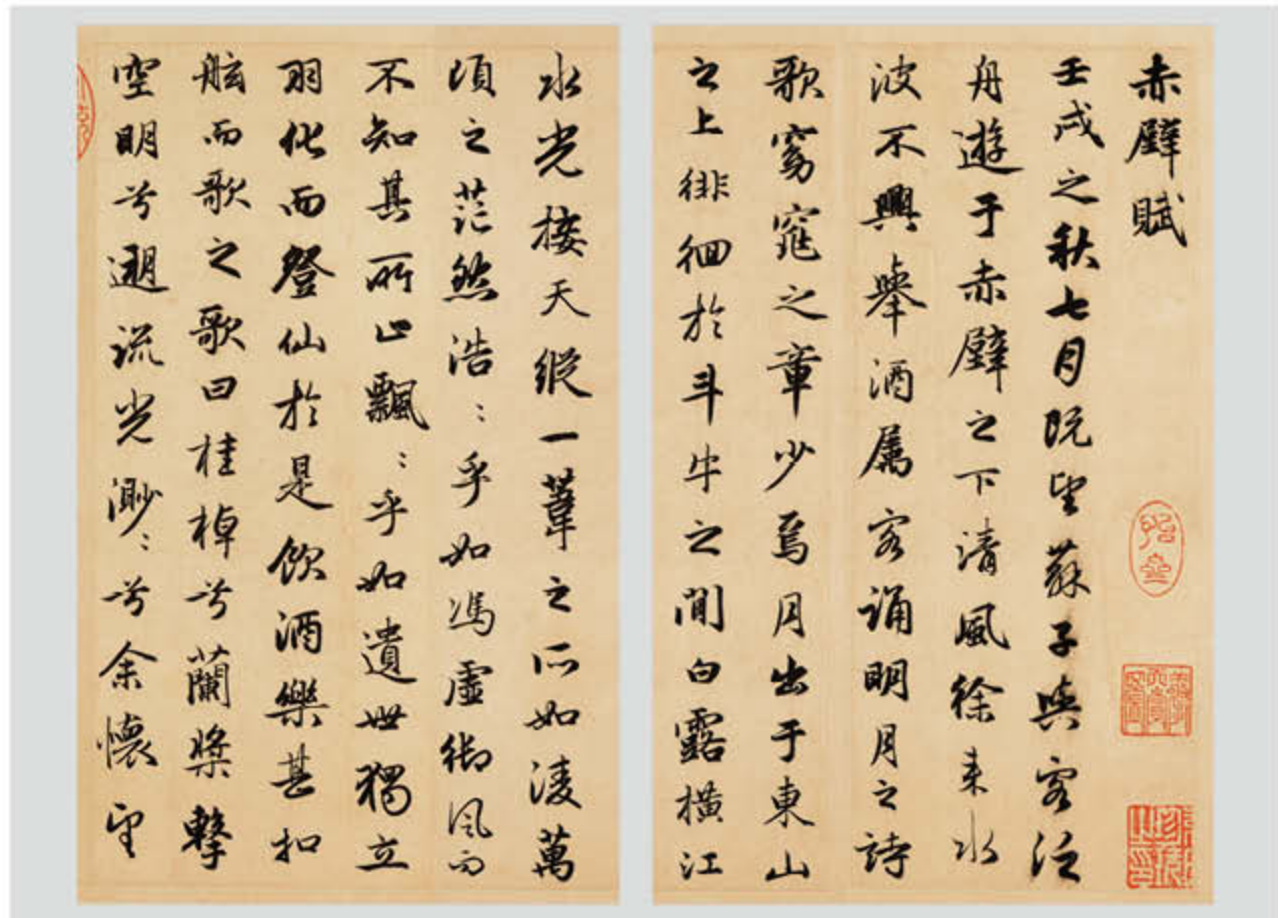 赤壁賦
壬戌之秋七月既望蘇子與客泛
舟遊于赤壁之下清風徐来水
波不興舉酒属客誦明月之詩
歌窈窕之章少焉月出于東山
之上徘徊於斗牛之間白露橫江
水光接天縱一葦之所如淩萬
頃之茫然浩〻乎如馮虛御风而
不知其所止飄〻乎如遺世獨立
羽化而登仙於是飲酒樂甚扣
舷而歌之歌曰桂棹兮蘭槳擊
空明兮遡流光渺〻兮余懷望